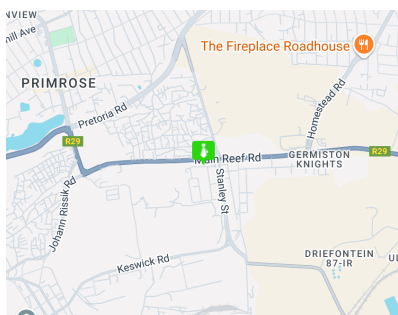 NVIEW
hill Ave
The Fireplace Roadhouse
PRIMROSE
Pretoria Rd
Homestead Rd
R29
Main Reef Rd
GERMISTON
KNIGHTS
R29
Stanley St
Johann Rissik Rd
DRIEFONTEIN
87-IR
UL
Keswick Rd